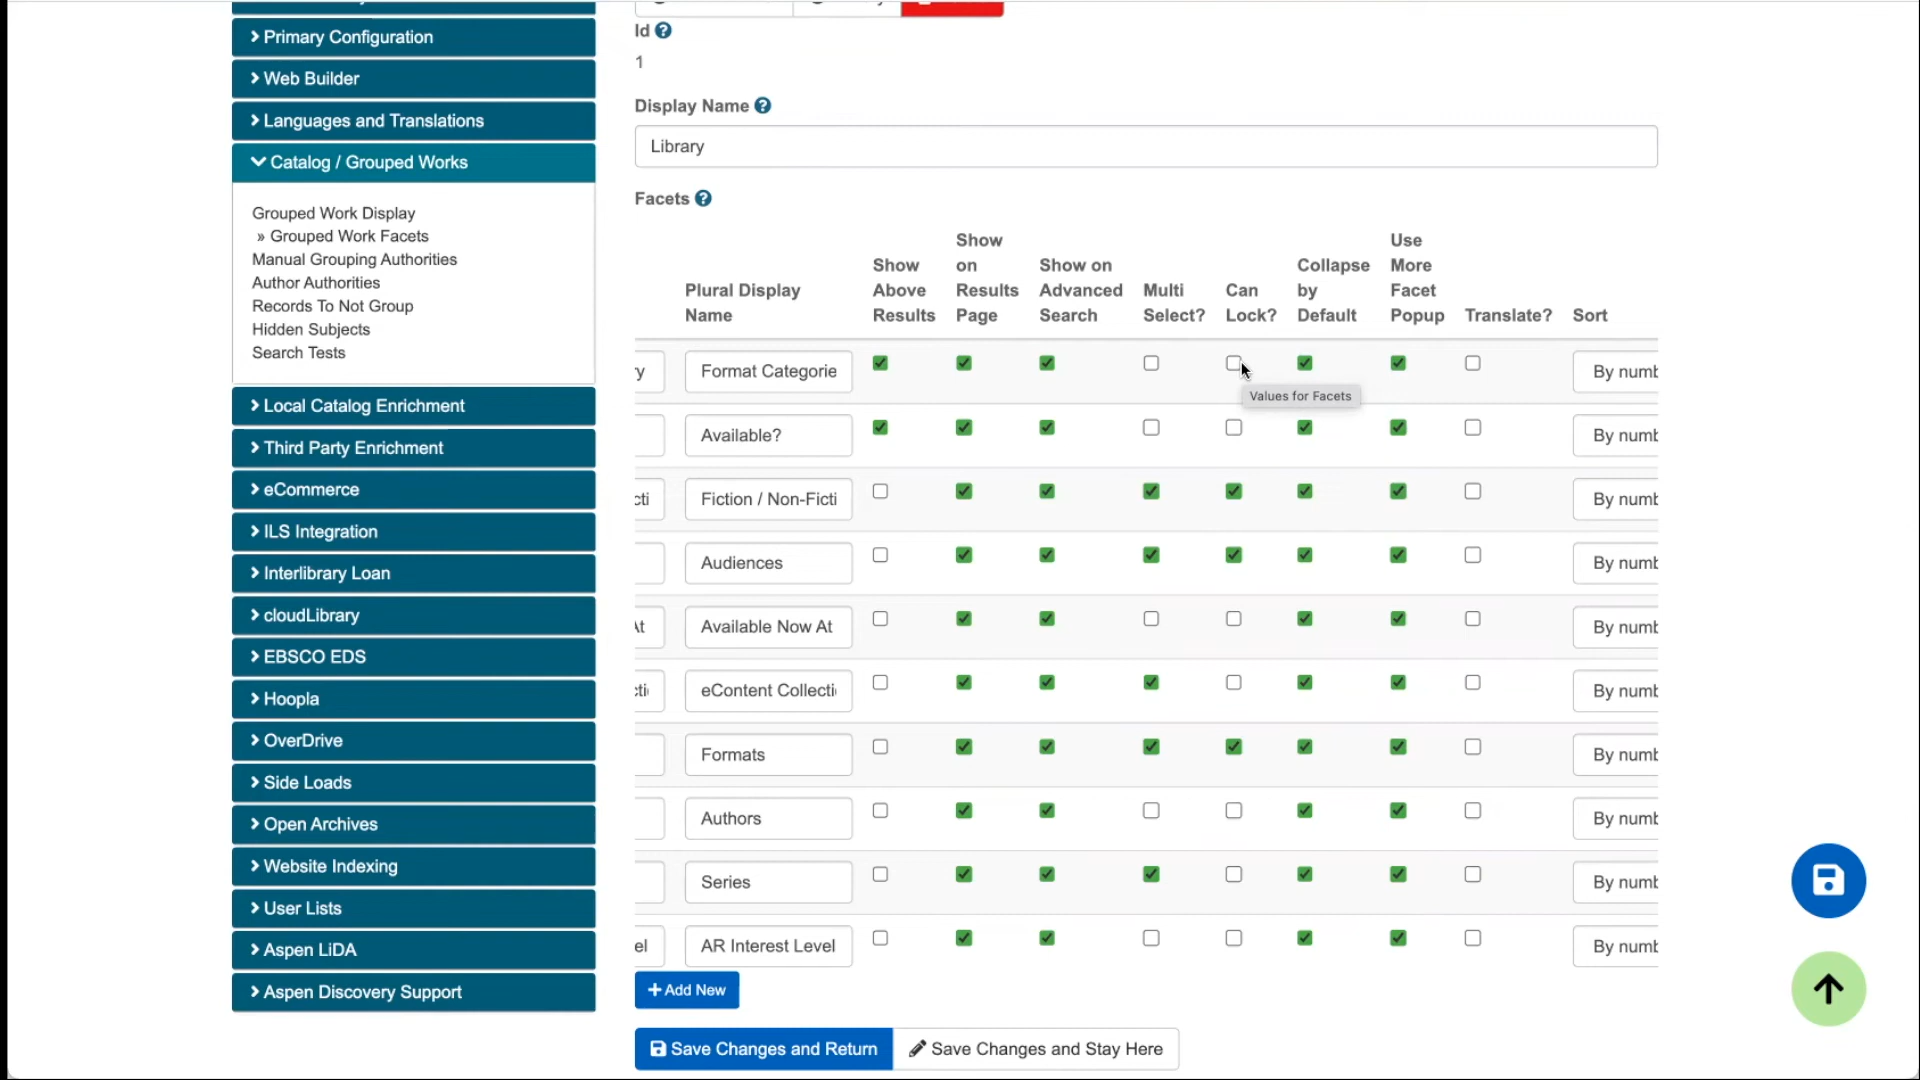 Primary Configuration
Web Builder
Languages and Translations
Catalog / Grouped Works
Grouped Work Display
» Grouped Work Facets
Manual Grouping Authorities
Author Authorities
Records To Not Group
Hidden Subjects
Search Tests
Local Catalog Enrichment
Third Party Enrichment
eCommerce
ILS Integration
Interlibrary Loan
cloudLibrary
EBSCO EDS
Hoopla
OverDrive
Side Loads
Open Archives
Website Indexing
User Lists
Aspen LiDA
Aspen Discovery Support
Id
1
Display Name
Library
Facets
Plural Display
Name
Show
Above
Results
Show
on
Results
Page
Show on
Advanced
Search
Multi
Select?
Can
Lock?
Collapse
by
Default
Use
More
Facet
Popup
Translate?
Sort
ry Format Categorie By numb
Values for Facets
Available? By numb
cti Fiction / Non-Ficti By numb
Audiences By numb
At Available Now At By numb
cti eContent Collecti By numb
Formats By numb
Authors By numb
Series By numb
el AR Interest Level By numb
+ Add New
Save Changes and Return
Save Changes and Stay Here